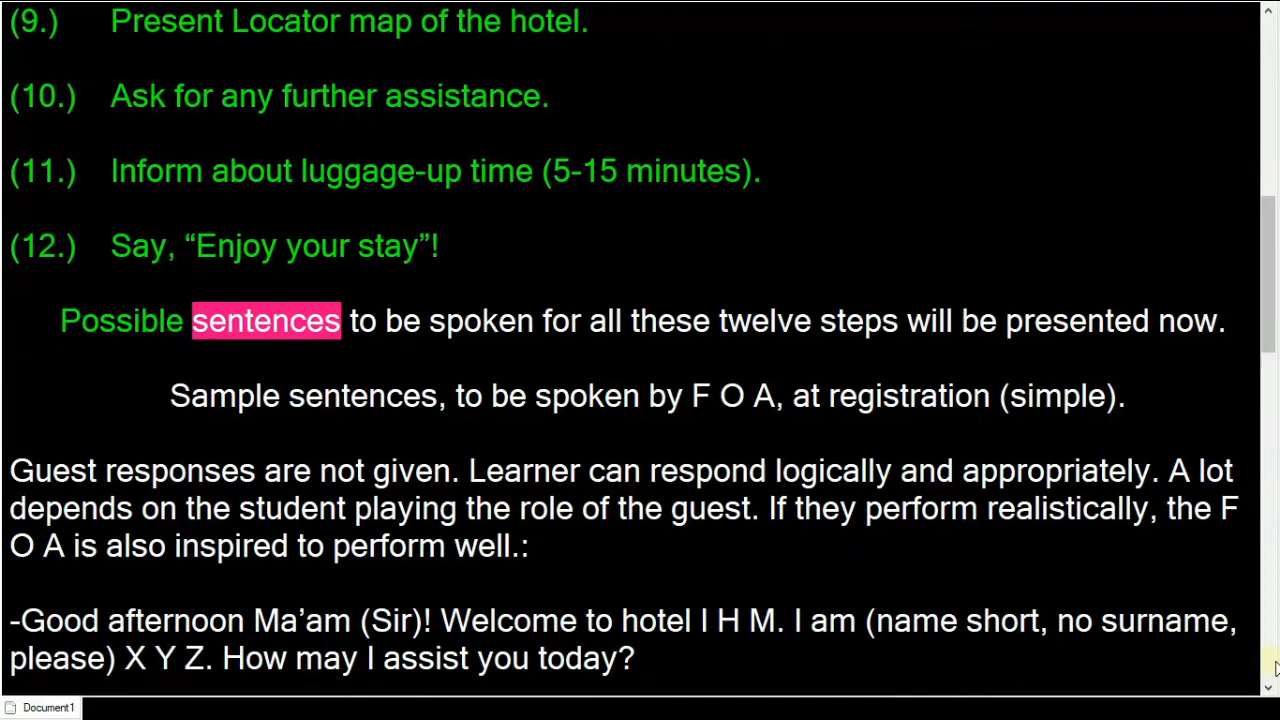 (9.) Present Locator map of the hotel.
(10.) Ask for any further assistance.
(11.) Inform about luggage-up time (5-15 minutes).
(12.) Say, “Enjoy your stay”!
Possible sentences to be spoken for all these twelve steps will be presented now.
Sample sentences, to be spoken by F O A, at registration (simple).
Guest responses are not given. Learner can respond logically and appropriately. A lot
depends on the student playing the role of the guest. If they perform realistically, the F
O A is also inspired to perform well.:
-Good afternoon Ma’am (Sir)! Welcome to hotel I H M. I am (name short, no surname,
please) X Y Z. How may I assist you today?
Document1